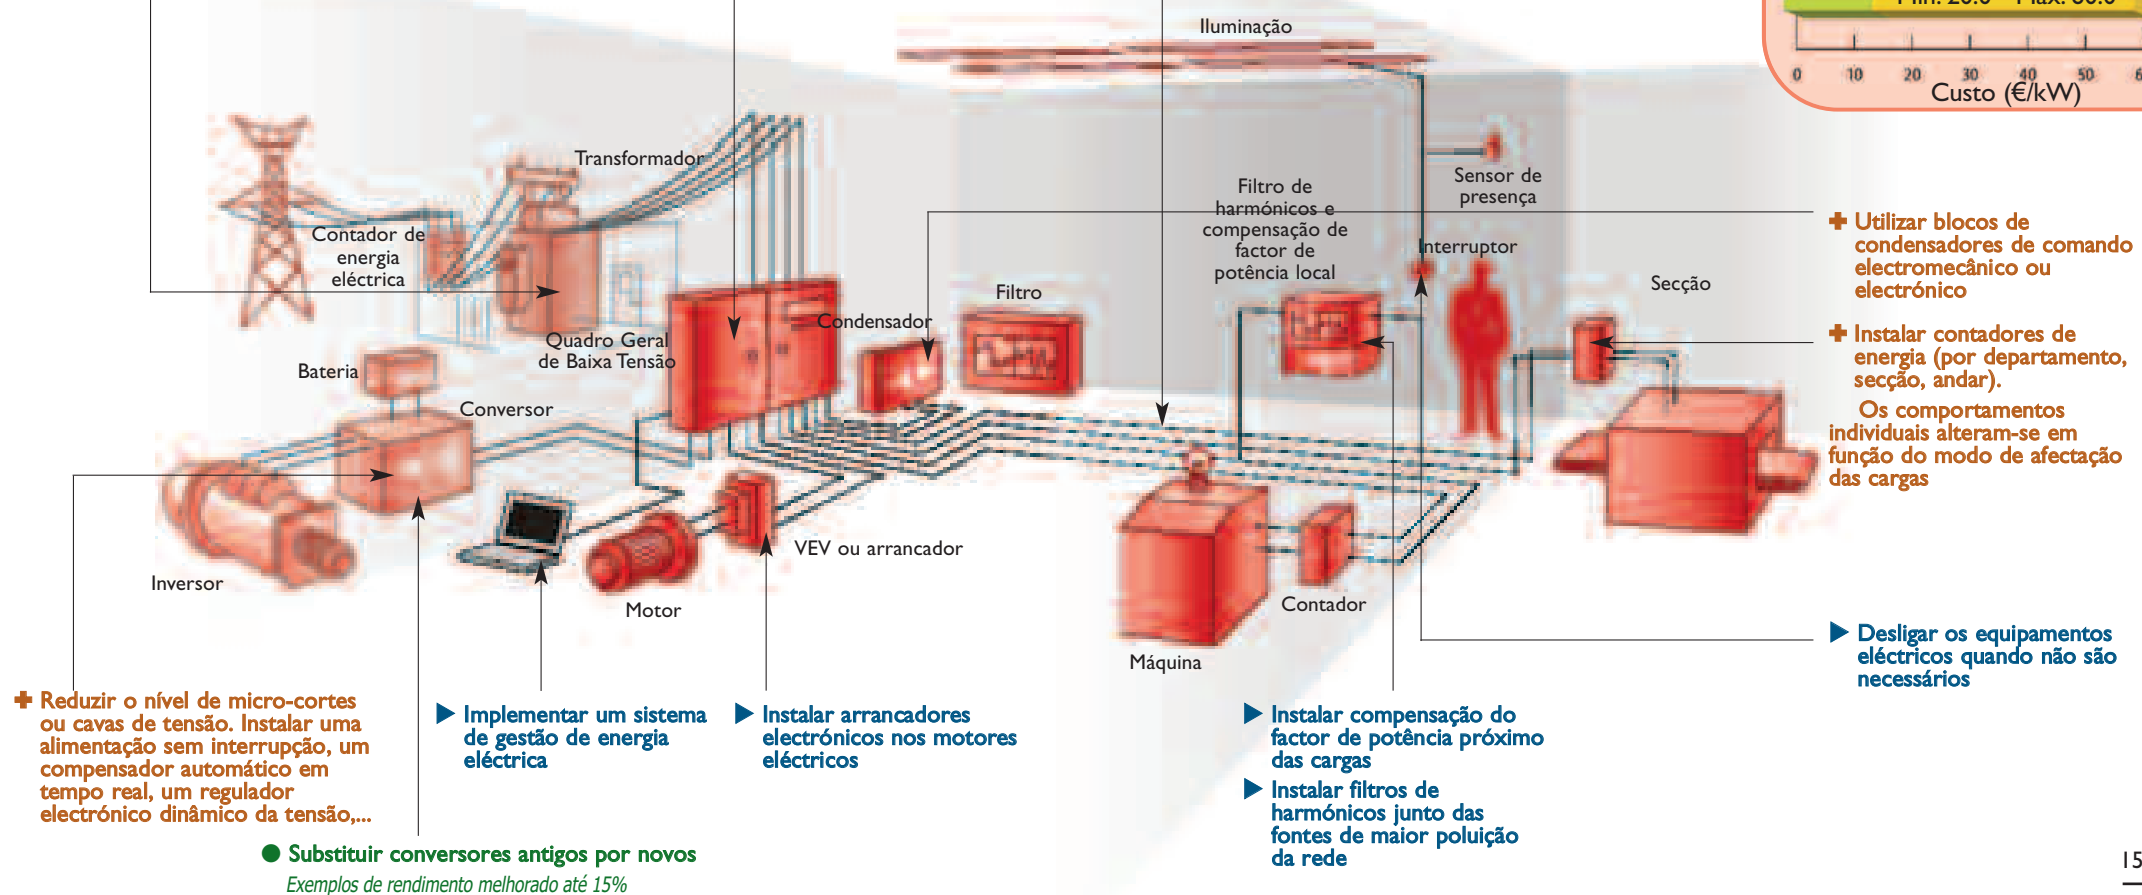 Iluminação
0 10 20 30 40 50
Custo (€/kW)
Transformador
Sensor de
presença
Filtro de
harmónicos e
compensação de
factor de
potência local
Contador de
energia
eléctrica
Interruptor
Secção
Filtro
Condensador
Quadro Geral
de Baixa Tensão
Bateria
Conversor
Inversor
Motor
VEV ou arrancador
Contador
Máquina
✚ Utilizar blocos de
condensadores de comando
electromecânico ou
electrónico
✚ Instalar contadores de
energia (por departamento,
secção, andar).
Os comportamentos
individuais alteram-se em
função do modo de afectação
das cargas
▶ Desligar os equipamentos
eléctricos quando não são
necessários
✚ Reduzir o nível de micro-cortes
ou cavas de tensão. Instalar uma
alimentação sem interrupção, um
compensador automático em
tempo real, um regulador
electrónico dinâmico da tensão,...
▶ Implementar um sistema
de gestão de energia
eléctrica
▶ Instalar arrancadores
electrónicos nos motores
eléctricos
▶ Instalar compensação do
factor de potência próximo
das cargas
▶ Instalar filtros de
harmónicos junto das
fontes de maior poluição
da rede
● Substituir conversores antigos por novos
Exemplos de rendimento melhorado até 15%
15